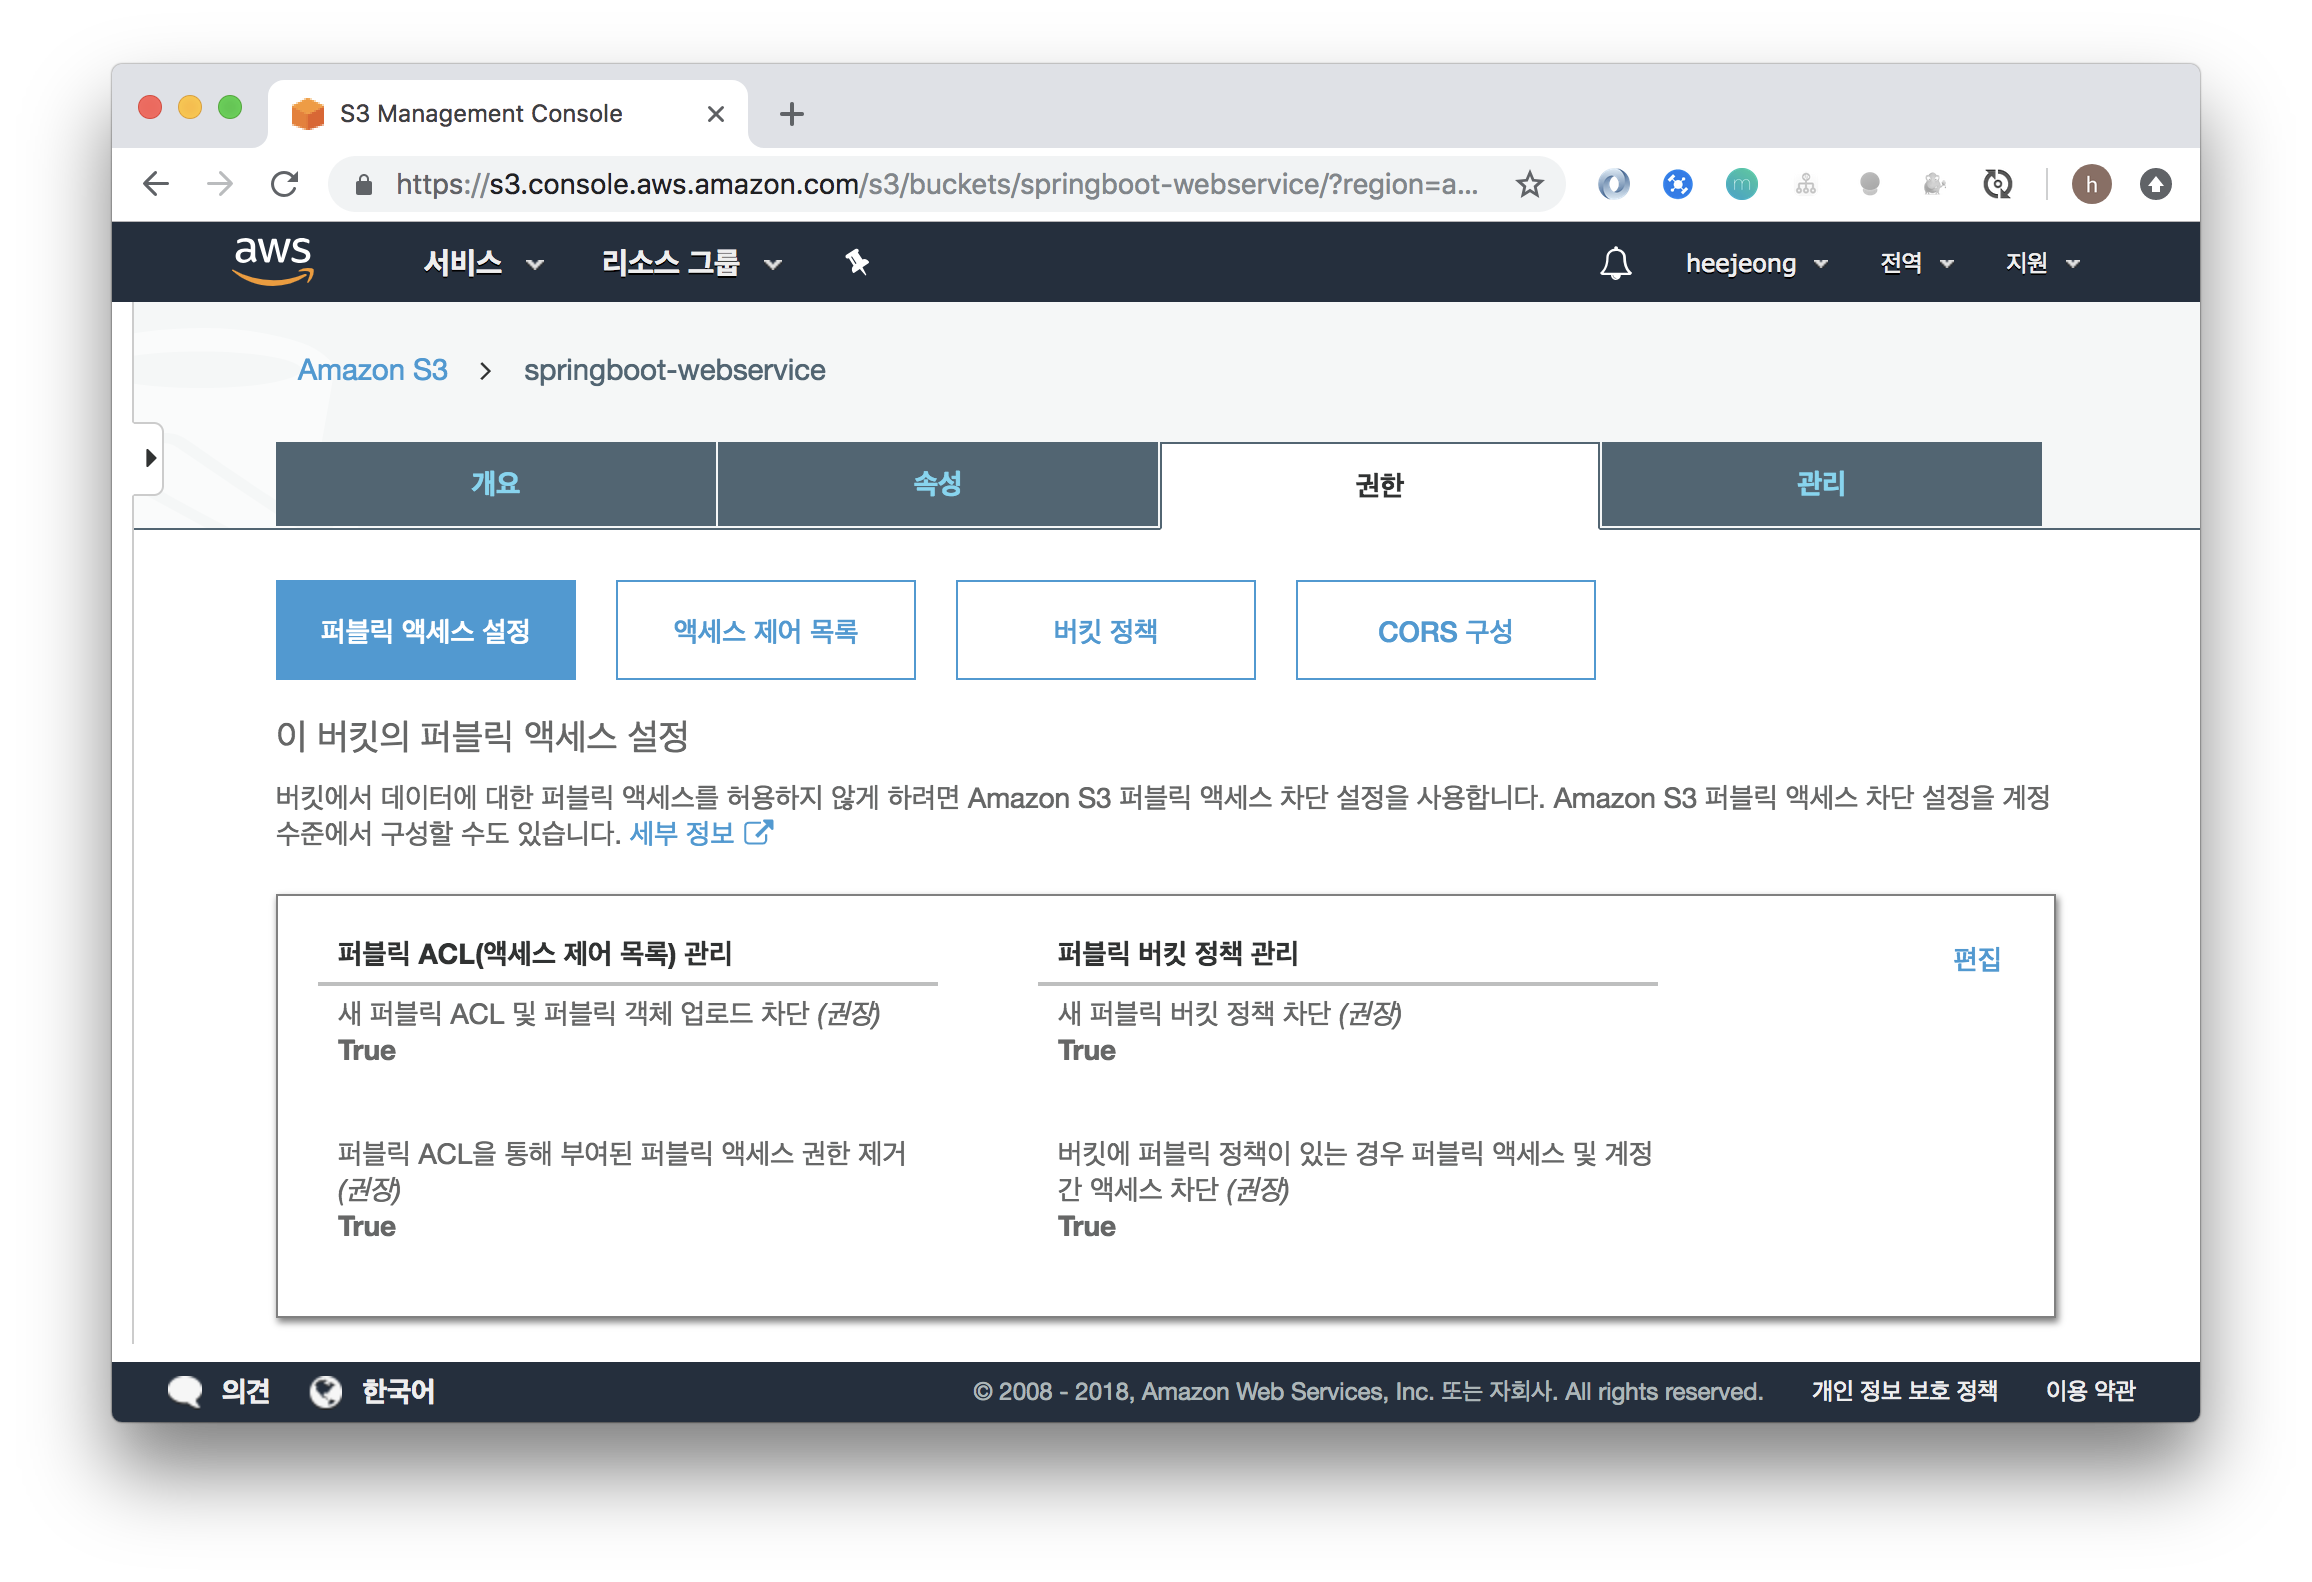 S3 Management Console
https://s3.console.aws.amazon.com/s3/buckets/springboot-webservice/?region=a...
h
aws 서비스 리소스 그룹 heejeong 전역 지원
Amazon S3 > springboot-webservice
개요 속성 권한 관리
퍼블릭 액세스 설정 액세스 제어 목록 버킷 정책 CORS 구성
이 버킷의 퍼블릭 액세스 설정
버킷에서 데이터에 대한 퍼블릭 액세스를 허용하지 않게 하려면 Amazon S3 퍼블릭 액세스 차단 설정을 사용합니다. Amazon S3 퍼블릭 액세스 차단 설정을 계정
수준에서 구성할 수도 있습니다. 세부 정보
퍼블릭 ACL(액세스 제어 목록) 관리
새 퍼블릭 ACL 및 퍼블릭 객체 업로드 차단 (권장)
True
퍼블릭 ACL을 통해 부여된 퍼블릭 액세스 권한 제거
(권장)
True
퍼블릭 버킷 정책 관리
새 퍼블릭 버킷 정책 차단 (권장)
True
버킷에 퍼블릭 정책이 있는 경우 퍼블릭 액세스 및 계정
간 액세스 차단 (권장)
True
편집
의견 한국어 © 2008 - 2018, Amazon Web Services, Inc. 또는 자회사. All rights reserved. 개인 정보 보호 정책 이용 약관